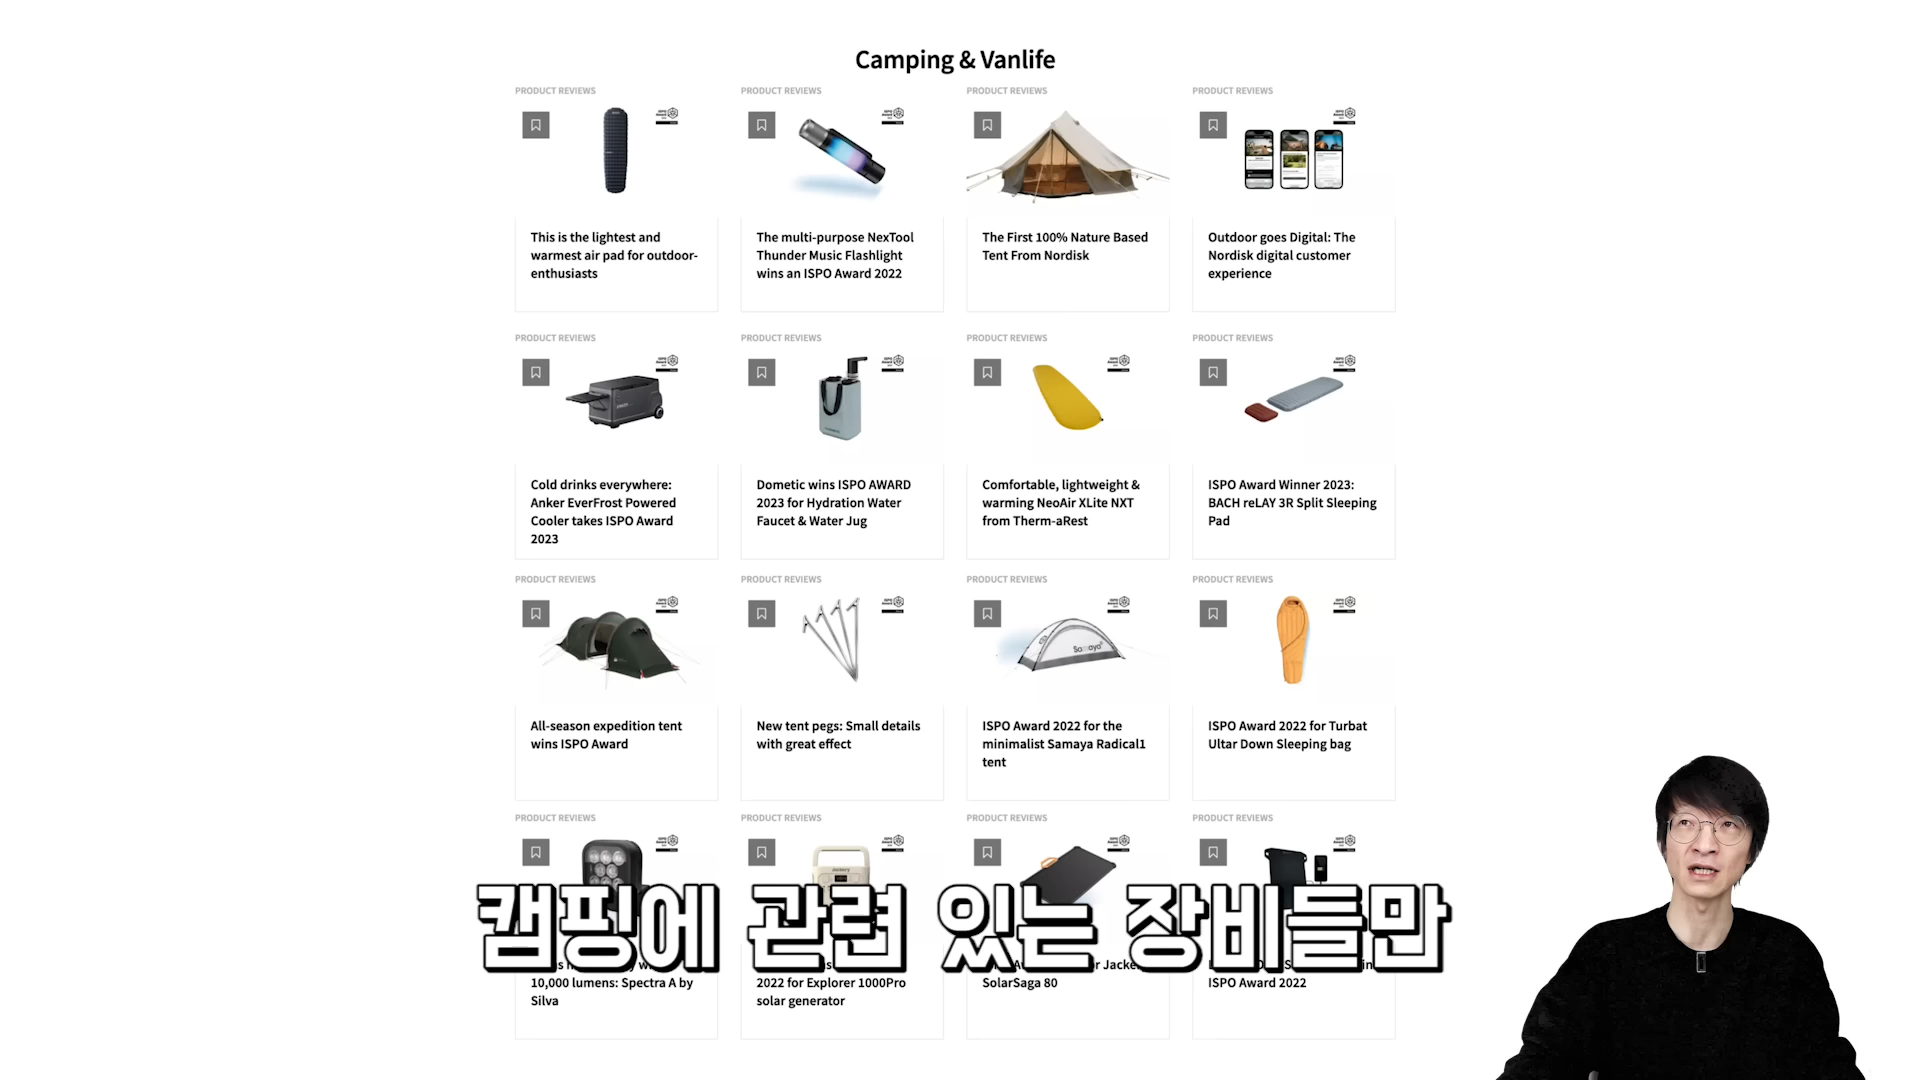 Camping & Vanlife
PRODUCT REVIEWS
PRODUCT REVIEWS
PRODUCT REVIEWS
PRODUCT REVIEWS
This is the lightest and
warmest air pad for outdoor-
enthusiasts
The multi-purpose NexTool
Thunder Music Flashlight
wins an ISPO Award 2022
The First 100% Nature Based
Tent From Nordisk
Outdoor goes Digital: The
Nordisk digital customer
experience
PRODUCT REVIEWS
PRODUCT REVIEWS
PRODUCT REVIEWS
PRODUCT REVIEWS
Cold drinks everywhere:
Anker EverFrost Powered
Cooler takes ISPO Award
2023
Dometic wins ISPO AWARD
2023 for Hydration Water
Faucet & Water Jug
Comfortable, lightweight &
warming NeoAir XLite NXT
from Therm-aRest
ISPO Award Winner 2023:
BACH reLAY 3R Split Sleeping
Pad
PRODUCT REVIEWS
PRODUCT REVIEWS
PRODUCT REVIEWS
PRODUCT REVIEWS
Samaya
All-season expedition tent
wins ISPO Award
New tent pegs: Small details
with great effect
ISPO Award 2022 for the
minimalist Samaya Radical1
tent
ISPO Award 2022 for Turbat
Ultar Down Sleeping bag
PRODUCT REVIEWS
PRODUCT REVIEWS
PRODUCT REVIEWS
PRODUCT REVIEWS
캠핑에 관련 있는 장비들만
10,000 lumens: Spectra A by
Silva
2022 for Explorer 1000Pro
solar generator
SolarSaga 80
ISPO Award 2022